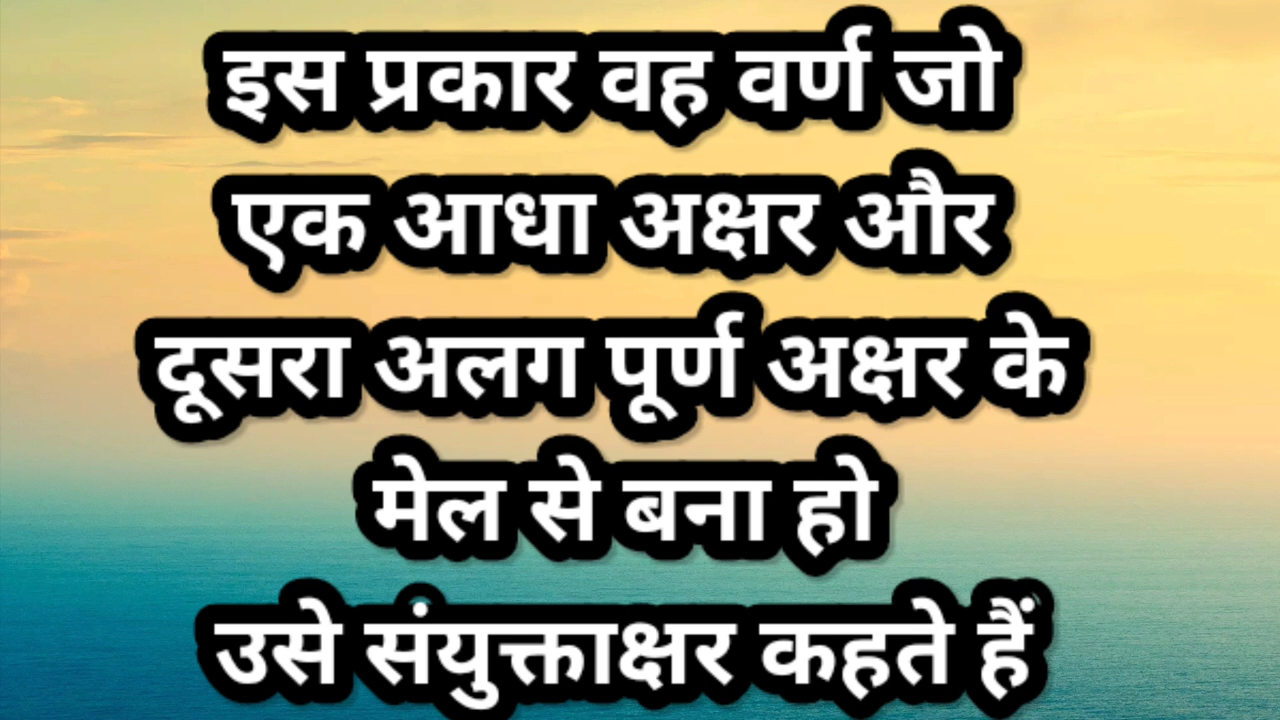 इस प्रकार वह वर्ण जो
एक आधा अक्षर और
दूसरा अलग पूर्ण अक्षर के
मेल से बना हो
उसे संयुक्ताक्षर कहते हैं